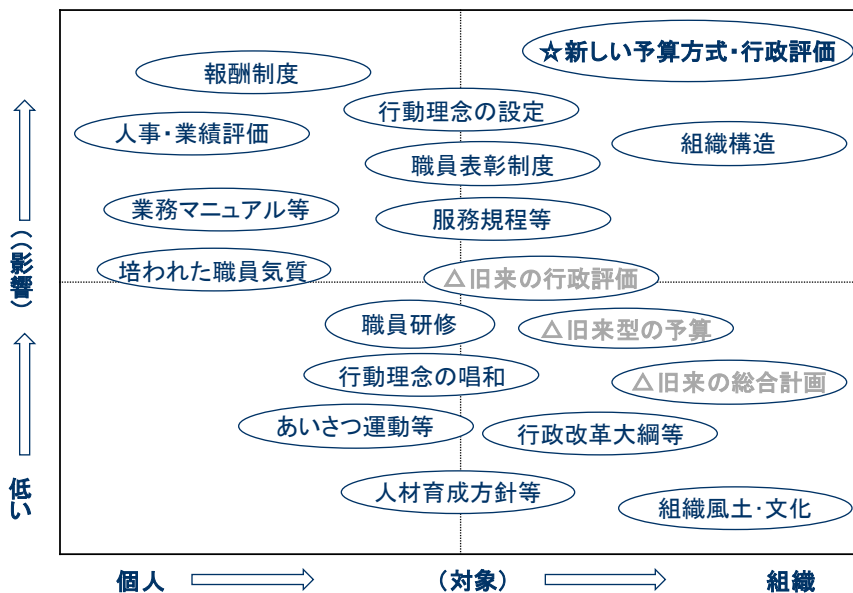 ☆新しい予算方式・行政評価
報酬制度
行動理念の設定
人事・業績評価
組織構造
職員表彰制度
業務マニュアル等
服務規程等
培われた職員気質
△旧来の行政評価
職員研修
△旧来型の予算
行動理念の唱和
△旧来の総合計画
あいさつ運動等
行政改革大綱等
人材育成方針等
組織風土・文化
(影響)
低い
個人
(対象)
組織